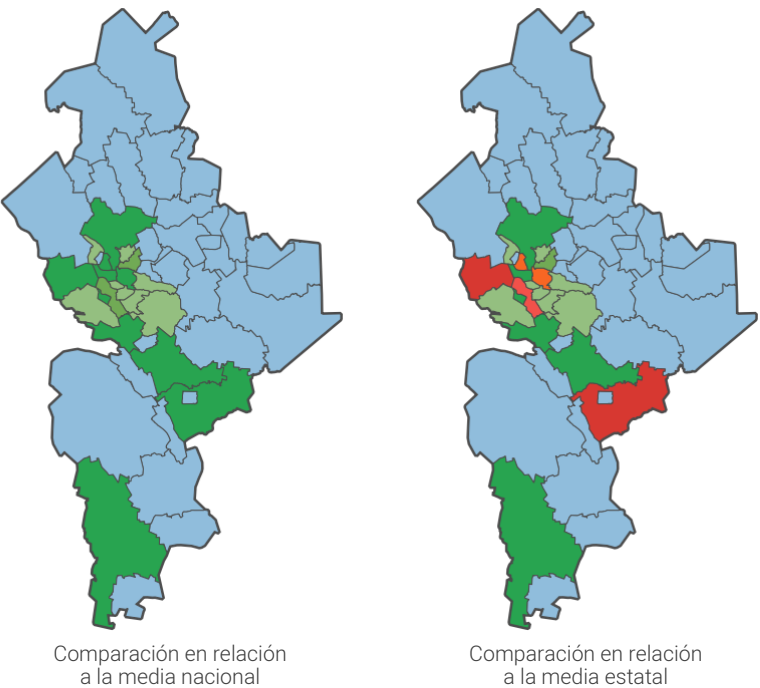 Comparación en relación
a la media nacional
Comparación en relación
a la media estatal